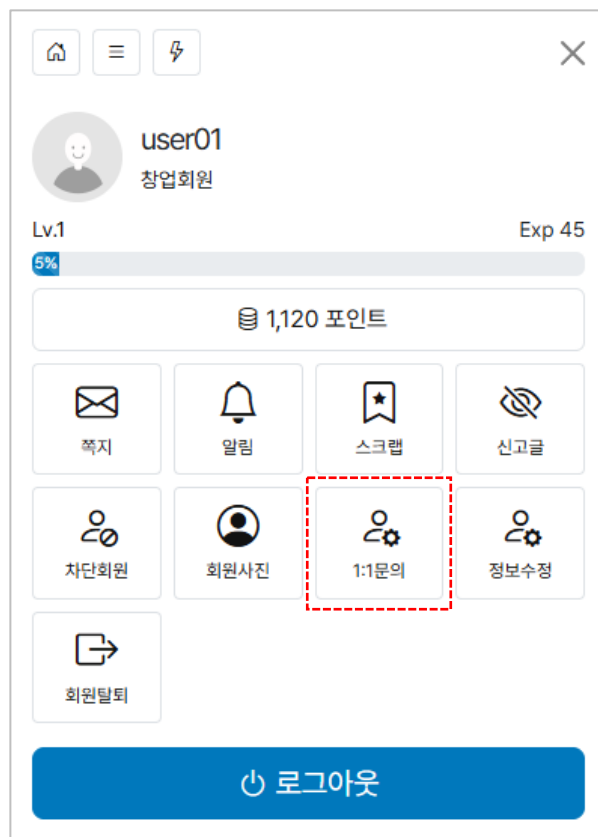 user01
창업회원
Lv.1 Exp 45
5%
1,120 포인트
쪽지 알림 스크랩 신고글
차단회원 회원사진 1:1문의 정보수정
회원탈퇴
로그아웃